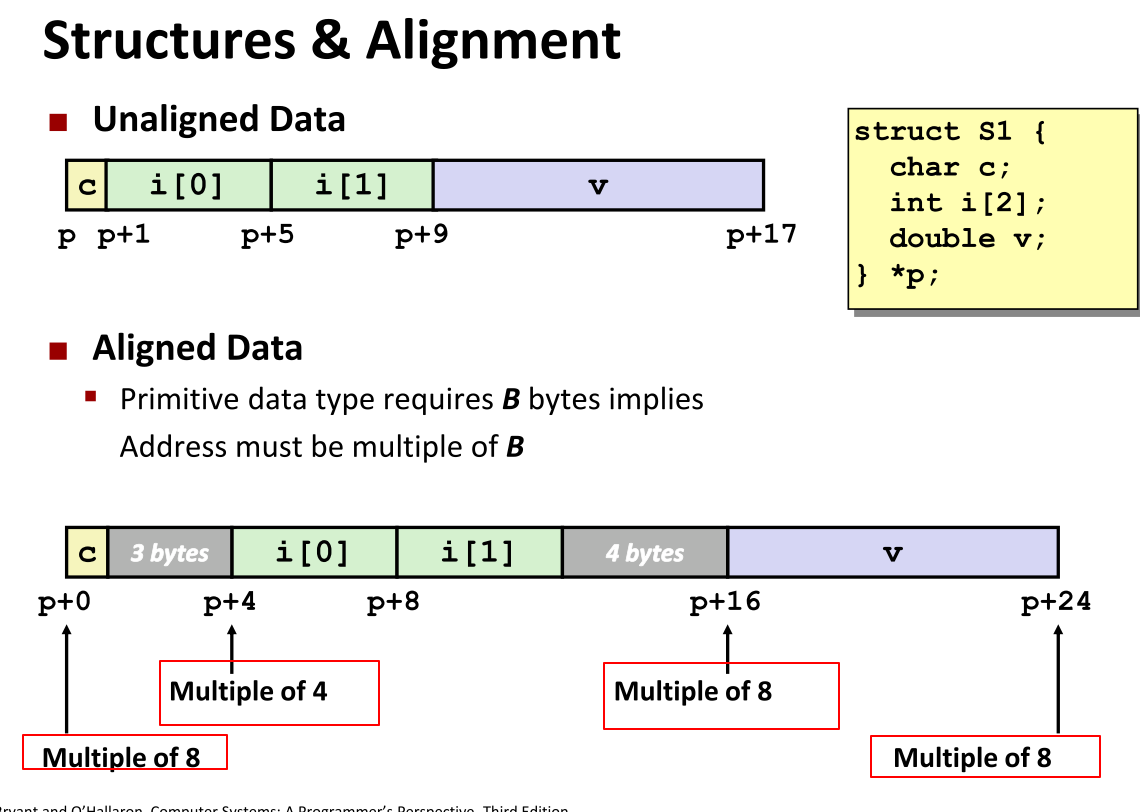 Structures & Alignment
Unaligned Data
c i[0] i[1] v
p p+1 p+5 p+9 p+17
struct S1 {
char c;
int i[2];
double v;
} *p;
Aligned Data
Primitive data type requires B bytes implies
Address must be multiple of B
c 3 bytes i[0] i[1] 4 bytes v
p+0 p+4 p+8 p+16 p+24
Multiple of 4 Multiple of 8
Multiple of 8 Multiple of 8
Bryant and O'Hallaron, Computer Systems: A Programmer's Perspective, Third Edition